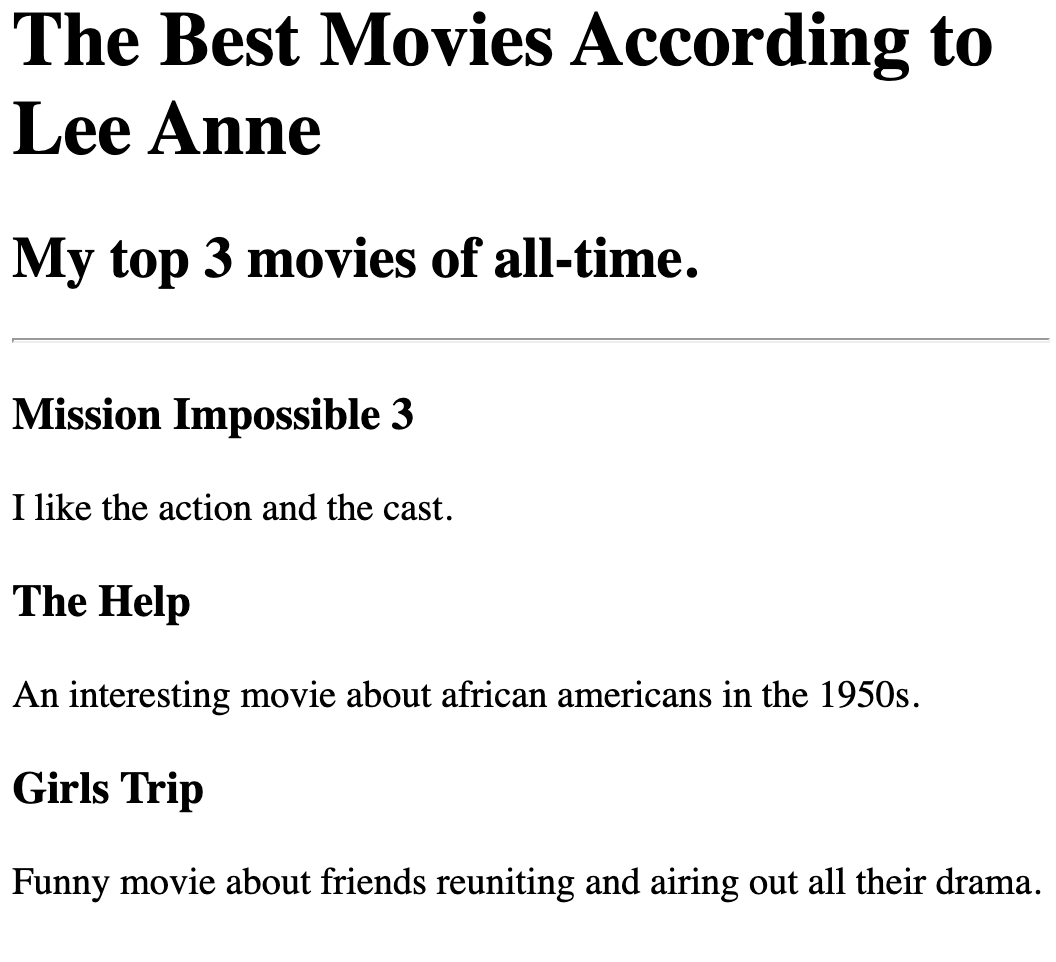 The Best Movies According to
Lee Anne
My top 3 movies of all-time.
Mission Impossible 3
I like the action and the cast.
The Help
An interesting movie about african americans in the 1950s.
Girls Trip
Funny movie about friends reuniting and airing out all their drama.